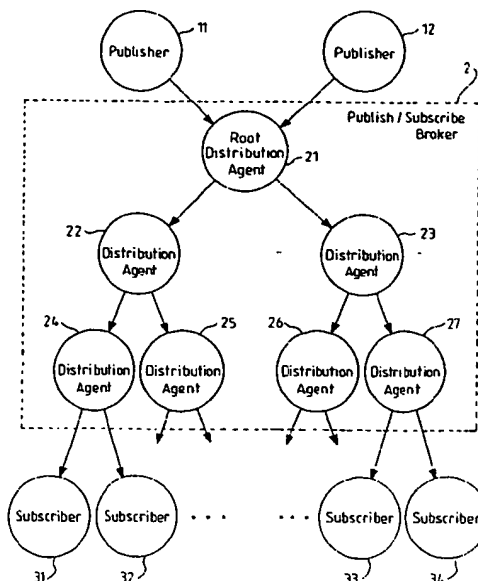 11
12
Publisher
Publisher
2
Publish / Subscribe
Broker
Root
Distribution
Agent
21
22
23
Distribution
Agent
Distribution
Agent
24
25
26
27
Distribution
Agent
Distribution
Agent
Distribution
Agent
Distribution
Agent
Subscriber
Subscriber
Subscriber
Subscriber
31
32
33
34